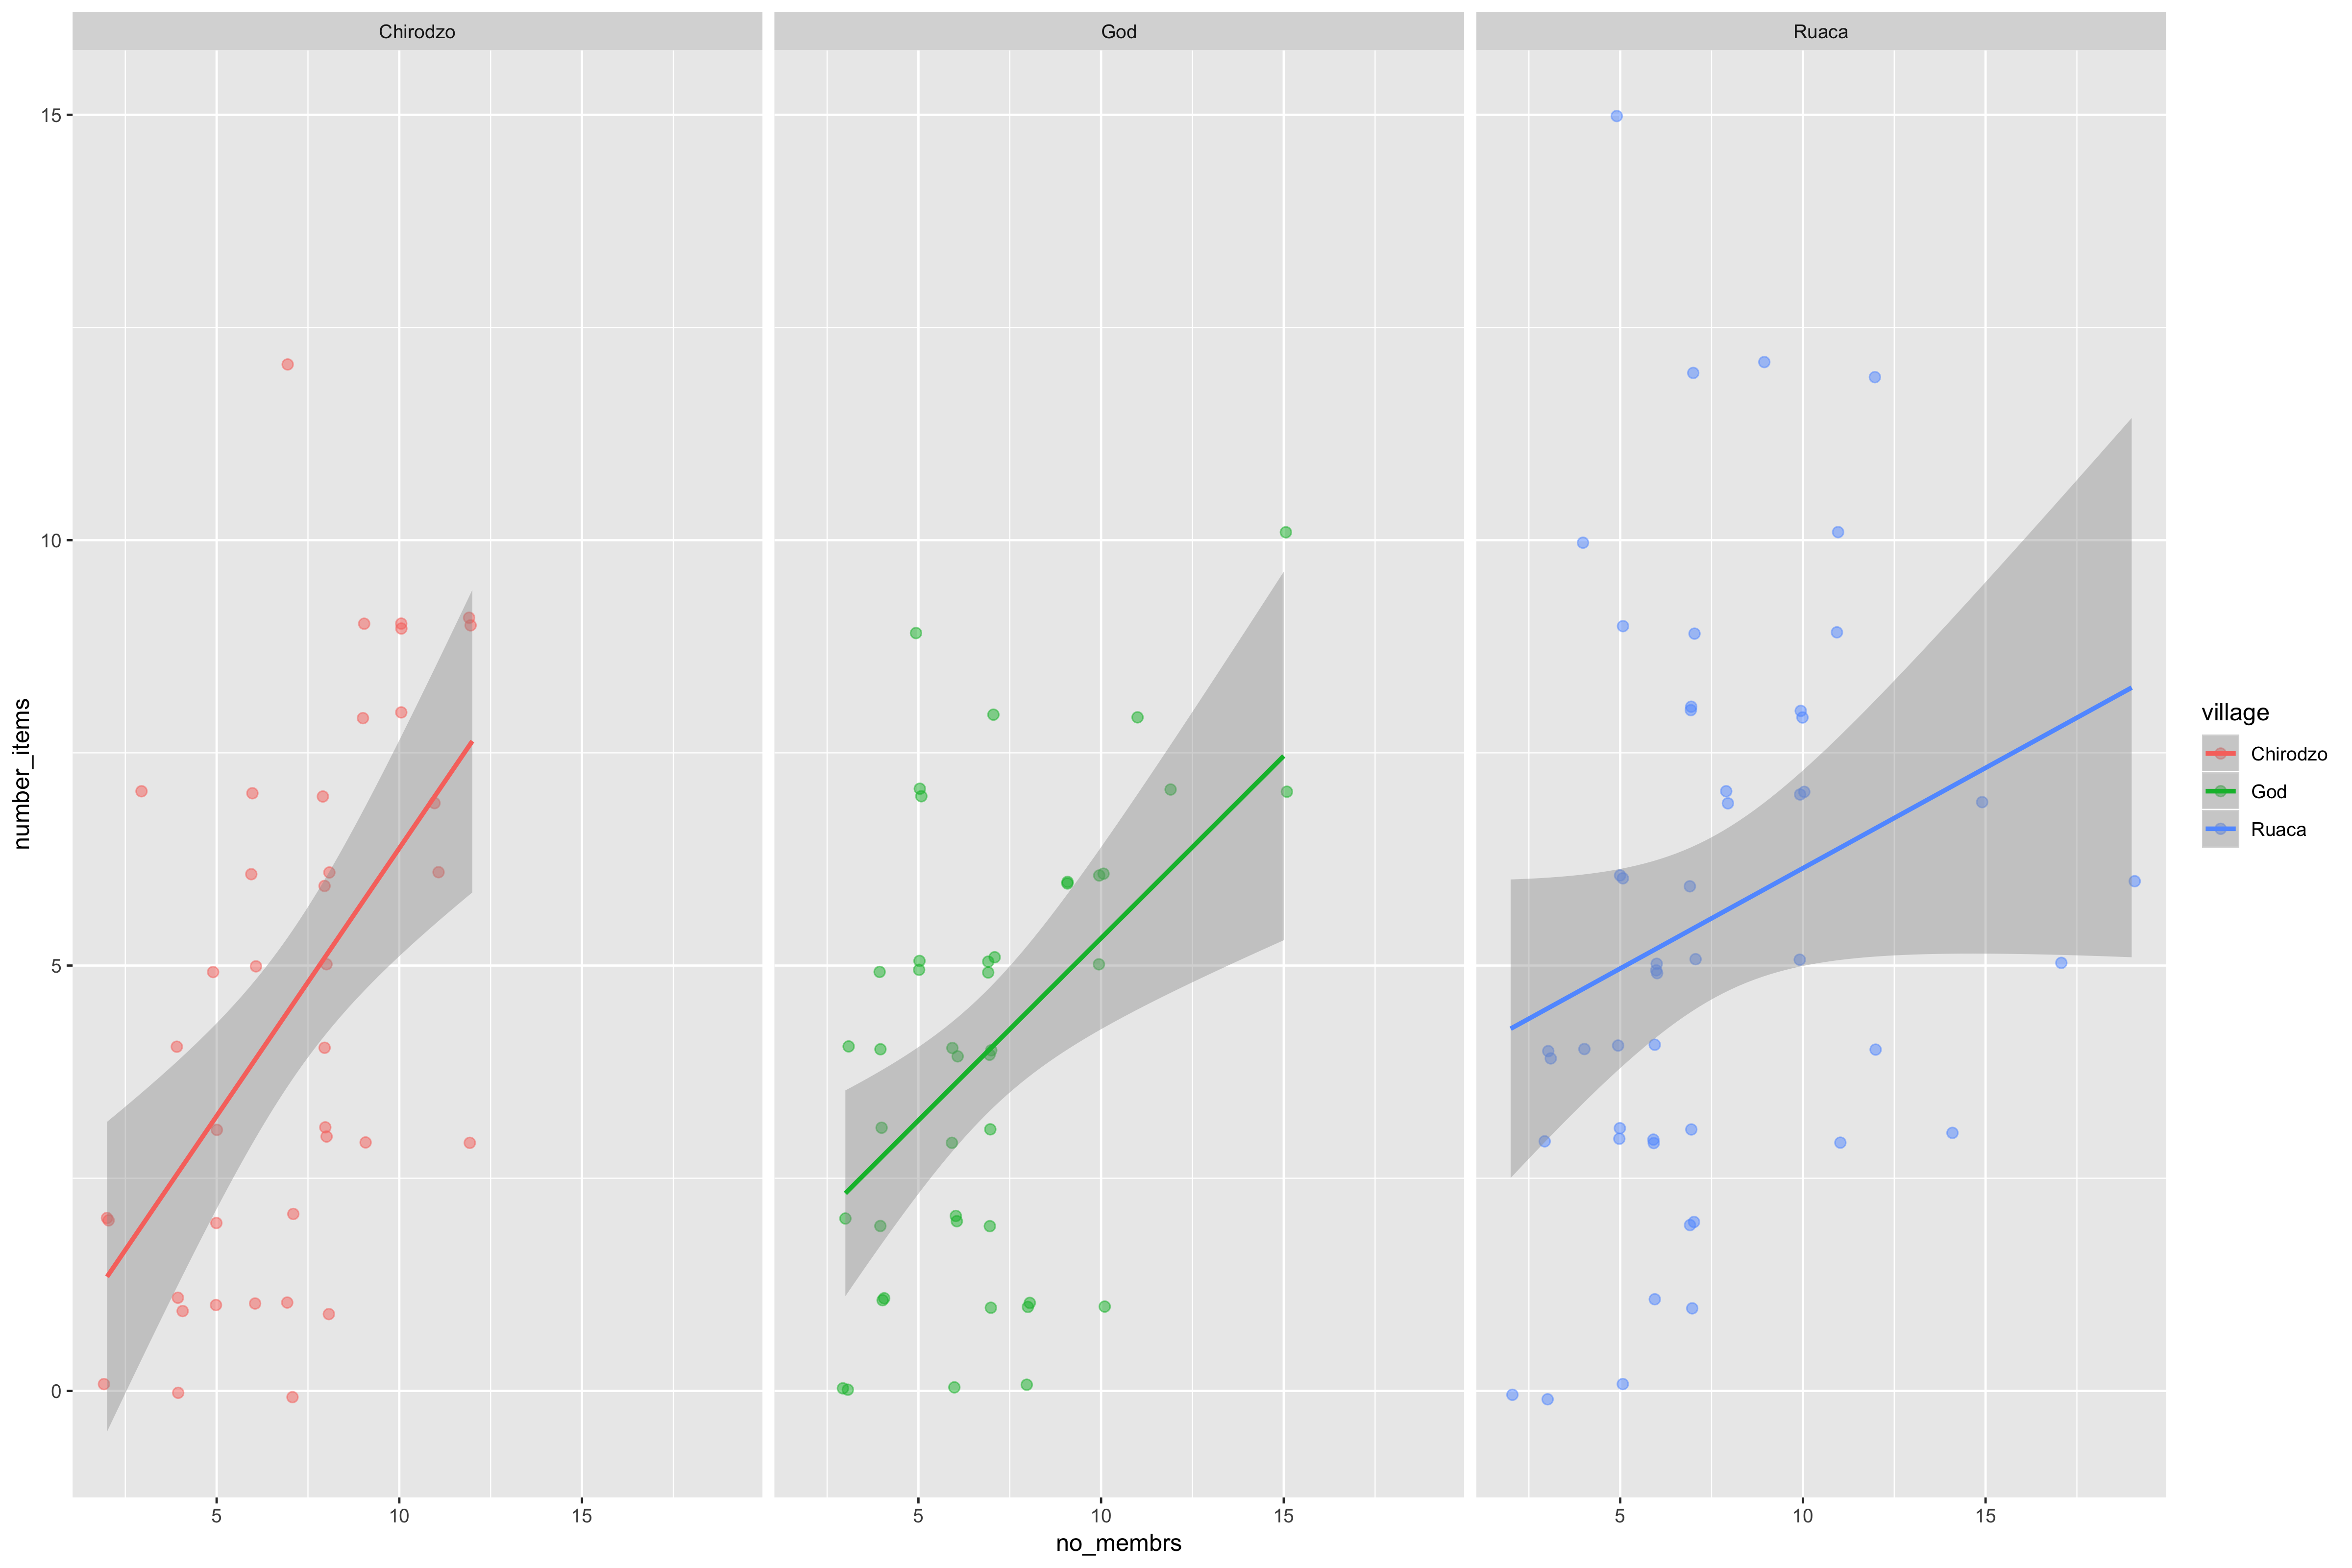 Chirodzo God Ruaca
15
10
5
0
number_items
5 10 15 5 10 15 5 10 15
no_membrs
village
Chirodzo
God
Ruaca